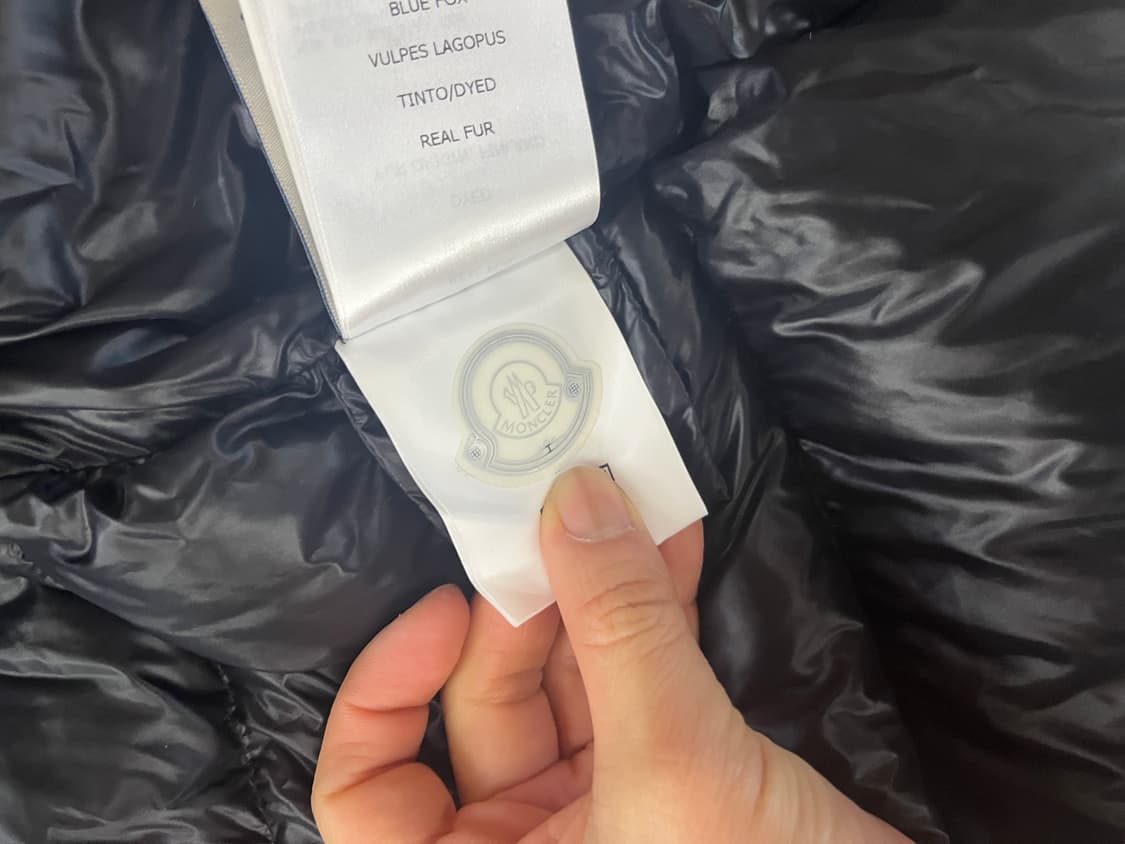 BLUE FOX
VULPES LAGOPUS
TINTO/DYED
REAL FUR
MONCLER